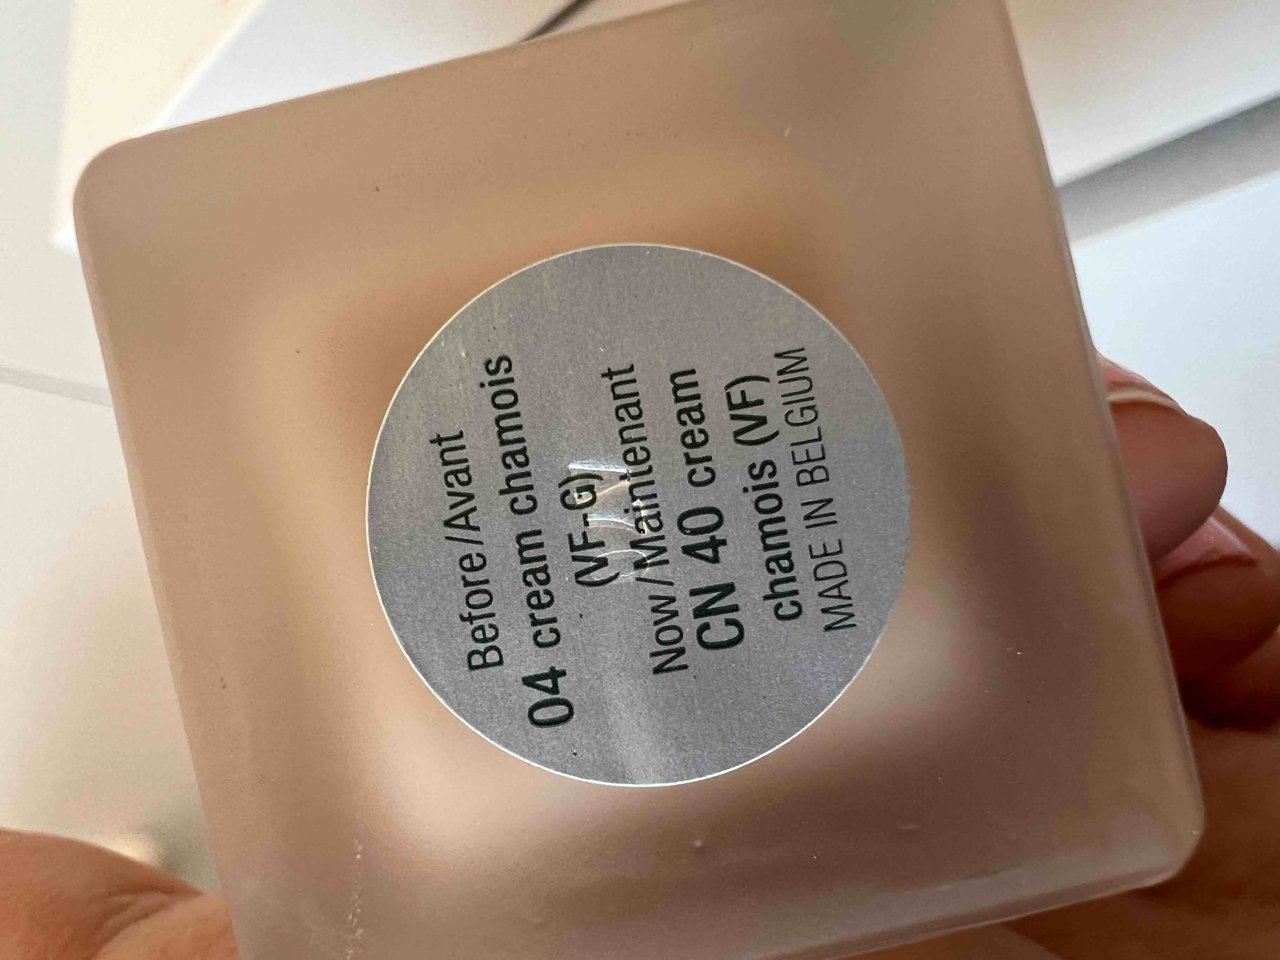 Before/Avant
04 cream chamois
(VF-G)
Now/Maintenant
CN 40 cream
chamois (VF)
MADE IN BELGIUM